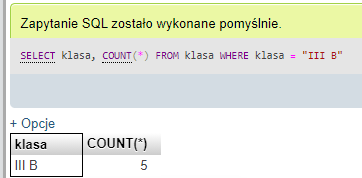 Zapytanie SQL zostało wykonane pomyślnie.
SELECT klasa, COUNT(*) FROM klasa WHERE klasa = "III B"
+ Opcje
klasa COUNT(*)
III B 5